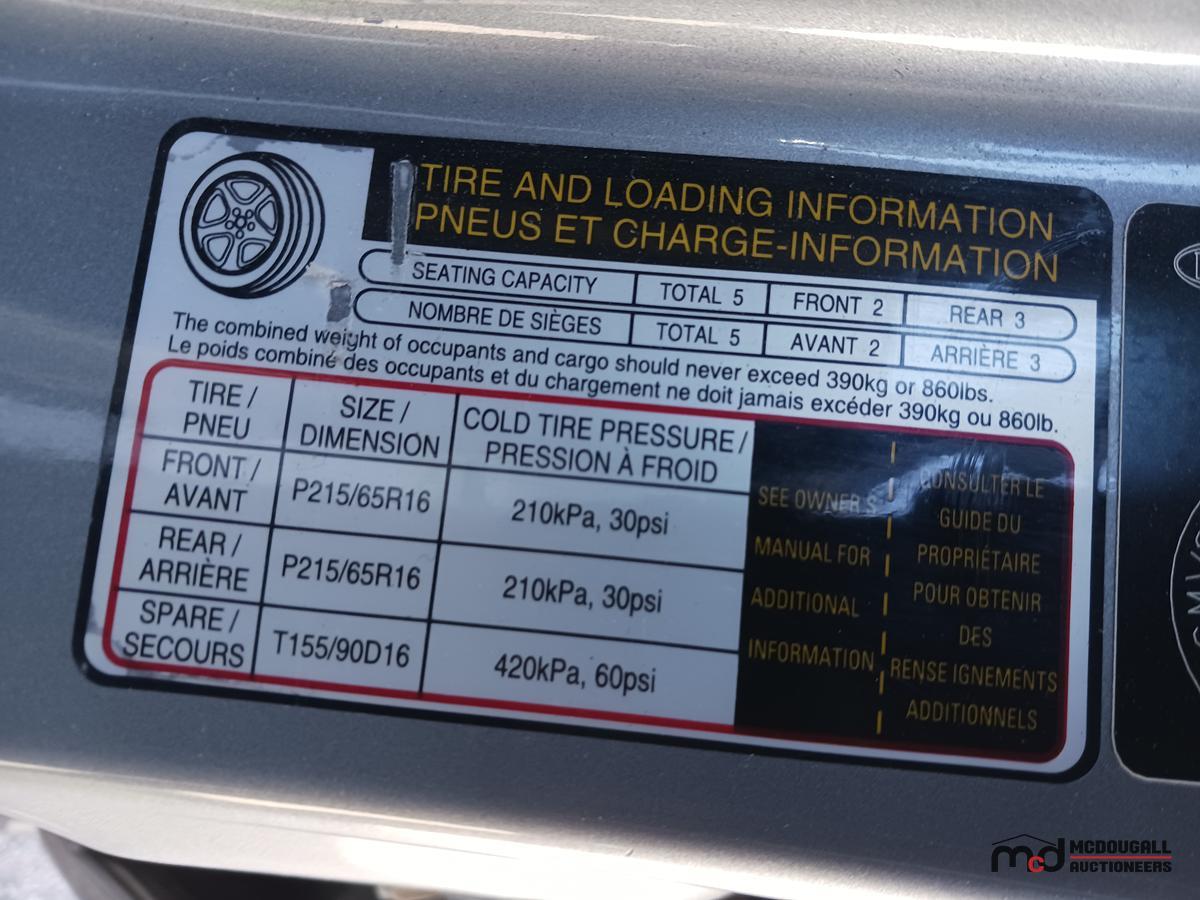 TIRE AND LOADING INFORMATION
PNEUS ET CHARGE-INFORMATION
SEATING CAPACITY TOTAL 5 FRONT 2 REAR 3
NOMBRE DE SIÈGES TOTAL 5 AVANT 2 ARRIÈRE 3
The combined weight of occupants and cargo should never exceed 390kg or 860lbs.
Le poids combiné des occupants et du chargement ne doit jamais excéder 390kg ou 860lb.
TIRE /
PNEU
SIZE /
DIMENSION
COLD TIRE PRESSURE /
PRESSION À FROID
FRONT /
AVANT
P215/65R16
210kPa, 30psi
REAR /
ARRIÈRE
P215/65R16
210kPa, 30psi
SPARE /
SECOURS
T155/90D16
420kPa, 60psi
SEE OWNER'S
MANUAL FOR
ADDITIONAL
INFORMATION
CONSULTER LE
GUIDE DU
PROPRIÉTAIRE
POUR OBTENIR
DES
RENSE IGNEMENTS
ADDITIONNELS
mcd MCDOUGALL
AUCTIONEERS